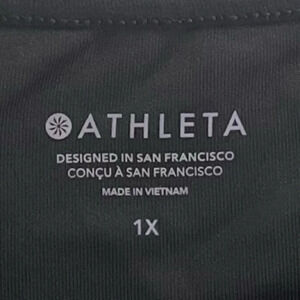 ATHLETA
DESIGNED IN SAN FRANCISCO
CONÇU À SAN FRANCISCO
MADE IN VIETNAM
1X